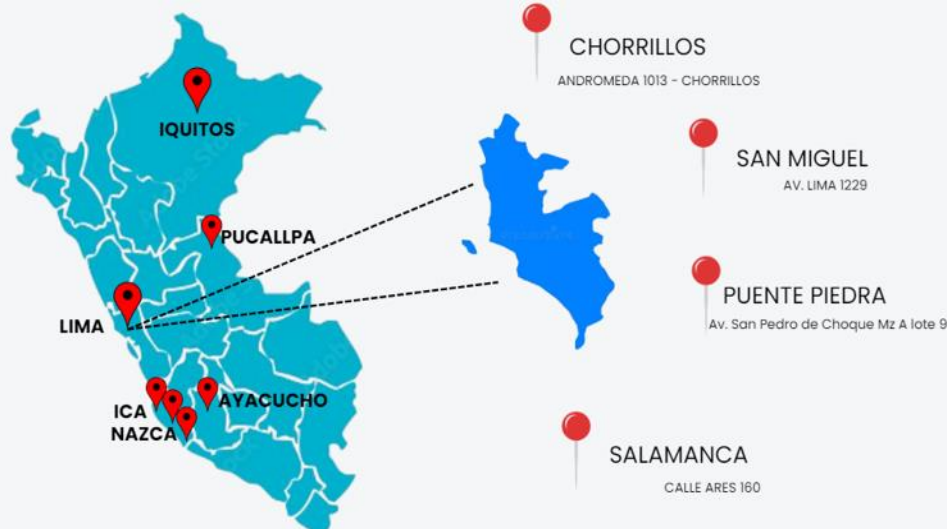 IQUITOS
PUCALLPA
LIMA
ICA
NAZCA
AYACUCHO
CHORRILLOS
ANDROMEDA 1013 - CHORRILLOS
SAN MIGUEL
AV. LIMA 1229
PUENTE PIEDRA
Av. San Pedro de Choque Mz A lote 9
SALAMANCA
CALLE ARES 160